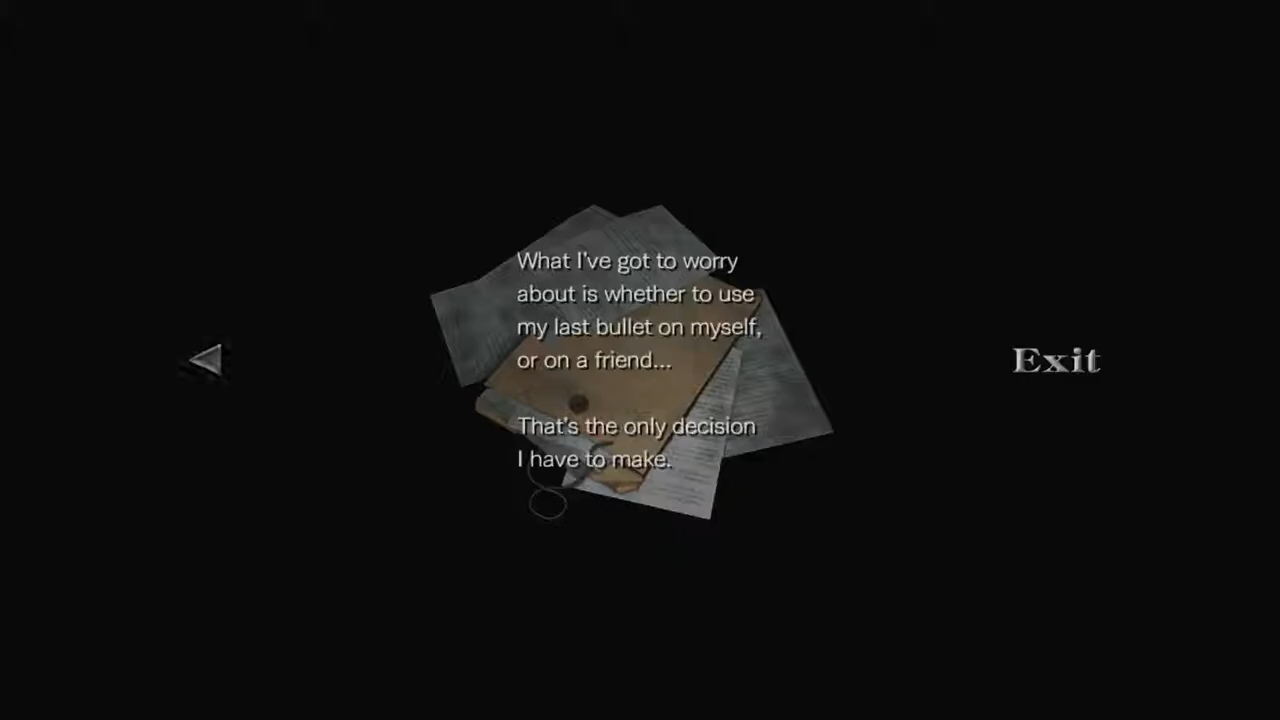 What I've got to worry
about is whether to use
my last bullet on myself,
or on a friend...
That's the only decision
I have to make.
Exit